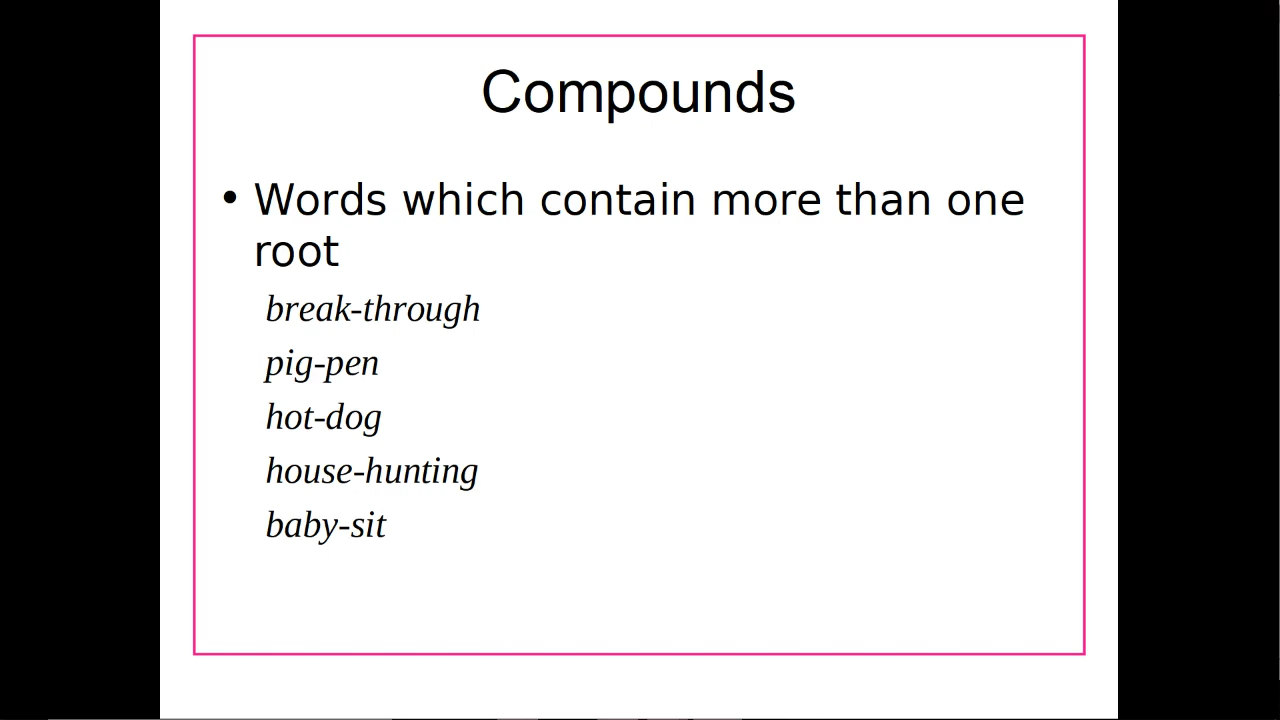 Compounds
• Words which contain more than one
root
break-through
pig-pen
hot-dog
house-hunting
baby-sit